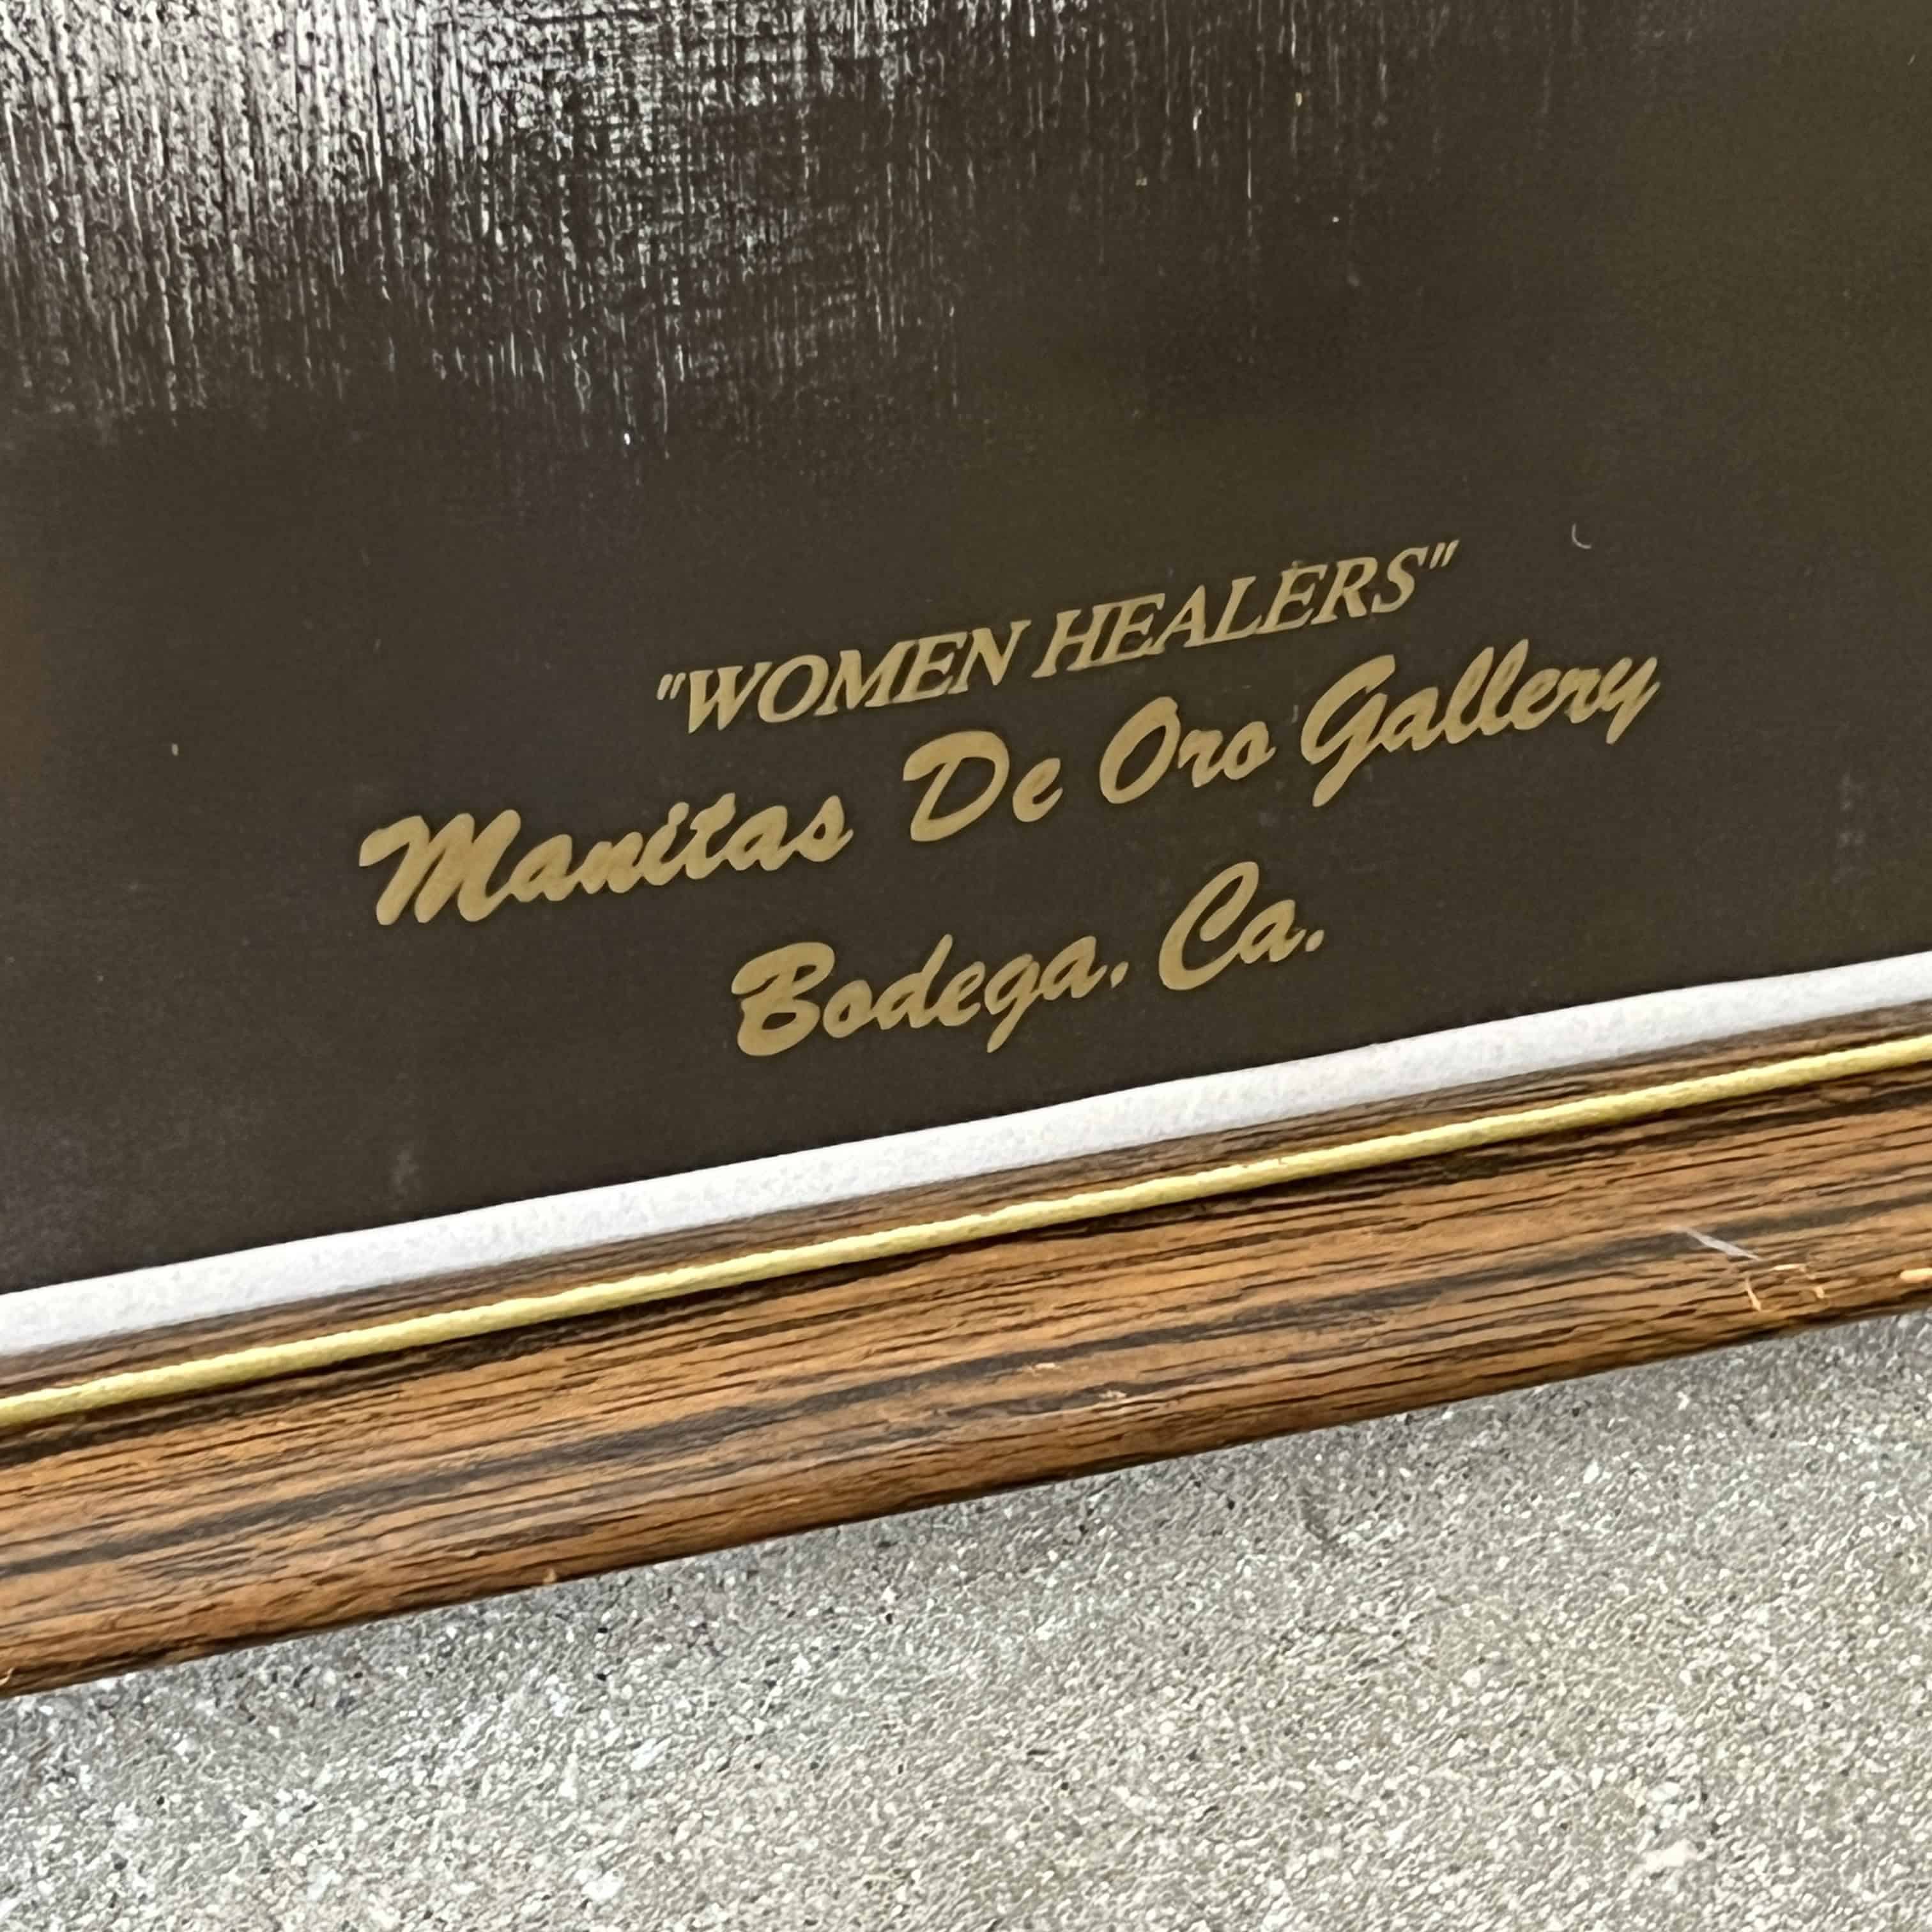 "WOMEN HEALERS"
Manitas De Oro Gallery
Bodega. Ca.